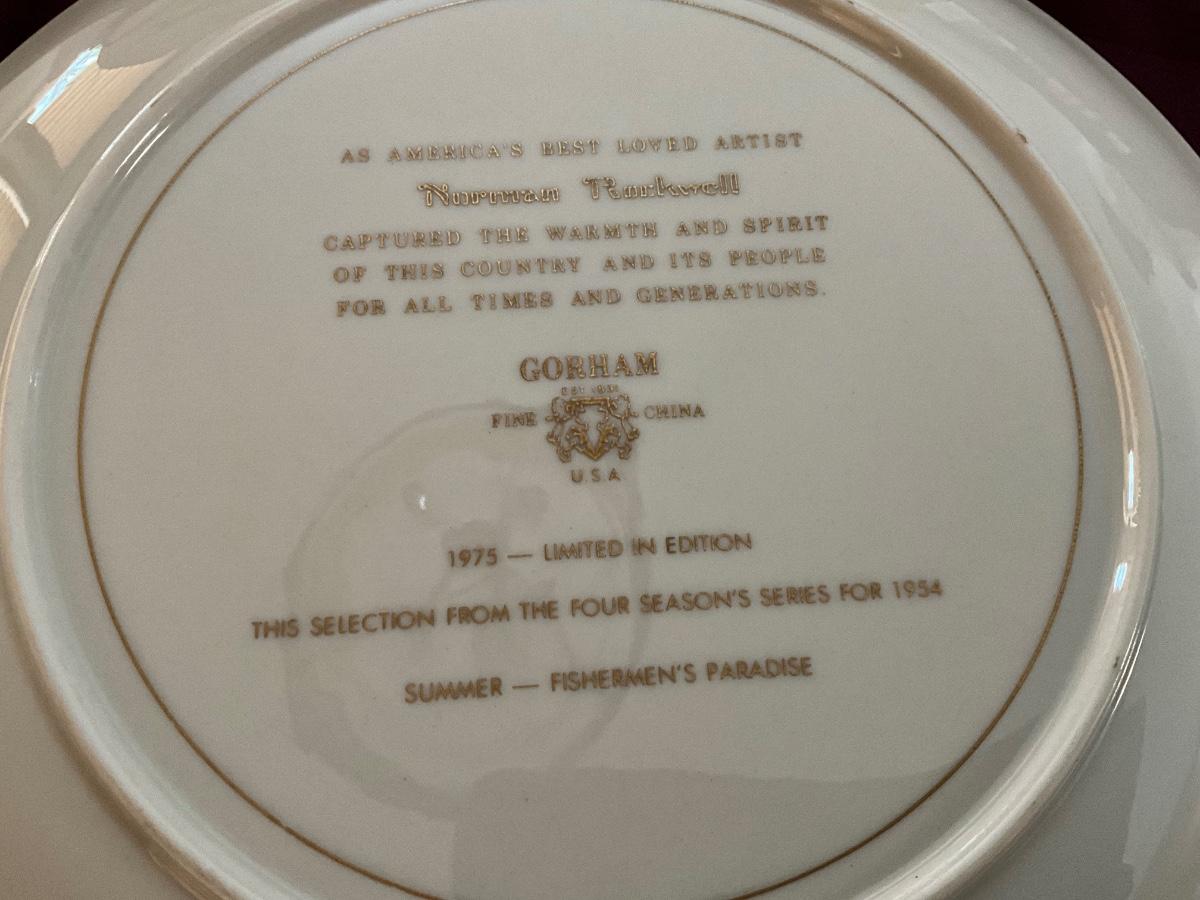 AS AMERICA'S BEST LOVED ARTIST
Norman Rockwell
CAPTURED THE WARMTH AND SPIRIT
OF THIS COUNTRY AND ITS PEOPLE
FOR ALL TIMES AND GENERATIONS.
GORHAM
EST. 1831
FINE CHINA
U.S.A
1975 — LIMITED IN EDITION
THIS SELECTION FROM THE FOUR SEASON'S SERIES FOR 1954
SUMMER — FISHERMEN'S PARADISE